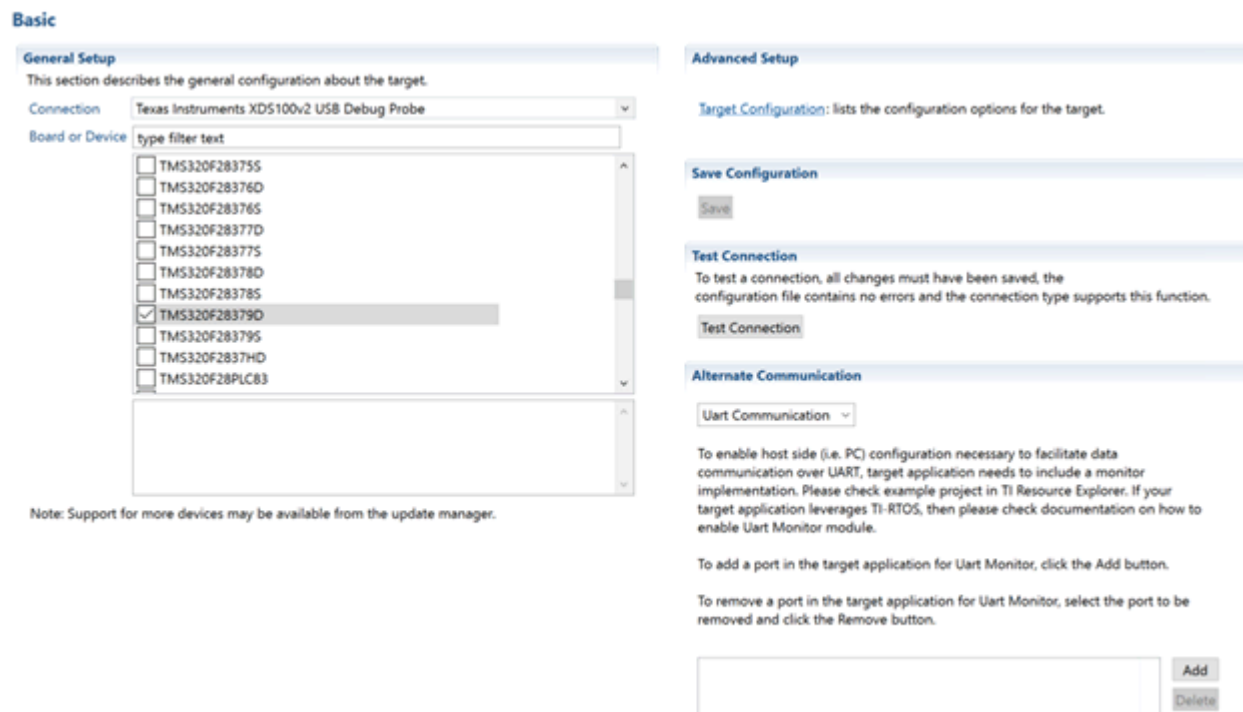 Basic
General Setup
This section describes the general configuration about the target.
Connection
Texas Instruments XDS100v2 USB Debug Probe
Board or Device
type filter text
TMS320F28375S
TMS320F28376D
TMS320F28376S
TMS320F28377D
TMS320F28377S
TMS320F28378D
TMS320F28378S
TMS320F28379D
TMS320F28379S
TMS320F2837HD
TMS320F28PLC83
Note: Support for more devices may be available from the update manager.
Advanced Setup
Target Configuration: lists the configuration options for the target.
Save Configuration
Save
Test Connection
To test a connection, all changes must have been saved, the
configuration file contains no errors and the connection type supports this function.
Test Connection
Alternate Communication
Uart Communication
To enable host side (i.e. PC) configuration necessary to facilitate data
communication over UART, target application needs to include a monitor
implementation. Please check example project in TI Resource Explorer. If your
target application leverages TI-RTOS, then please check documentation on how to
enable Uart Monitor module.
To add a port in the target application for Uart Monitor, click the Add button.
To remove a port in the target application for Uart Monitor, select the port to be
removed and click the Remove button.
Add
Delete